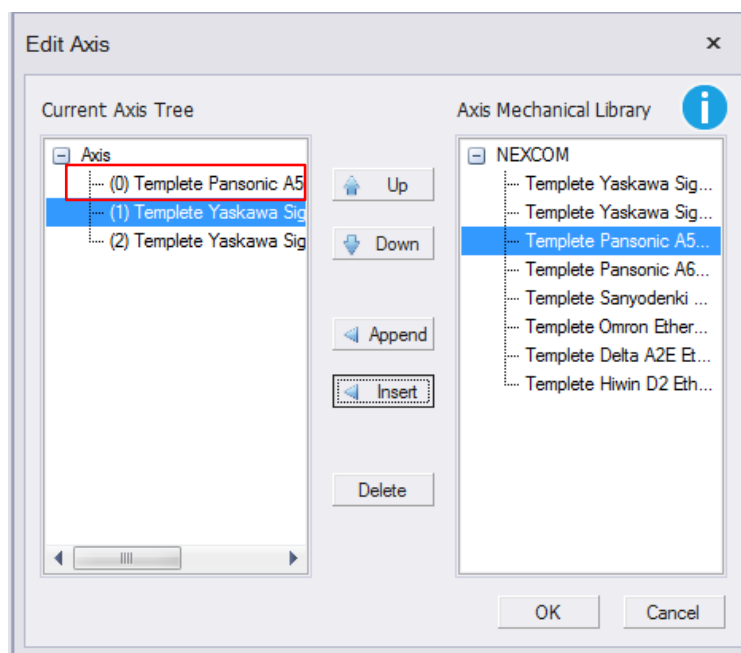 Edit Axis
Current Axis Tree
Axis
(0) Templete Pansonic A5
(1) Templete Yaskawa Sig
(2) Templete Yaskawa Sig
Up
Down
Append
Insert
Delete
Axis Mechanical Library
NEXCOM
Templete Yaskawa Sig...
Templete Yaskawa Sig...
Templete Pansonic A5...
Templete Pansonic A6...
Templete Sanyodenki ...
Templete Omron Ether...
Templete Delta A2E Et...
Templete Hiwin D2 Eth...
OK
Cancel